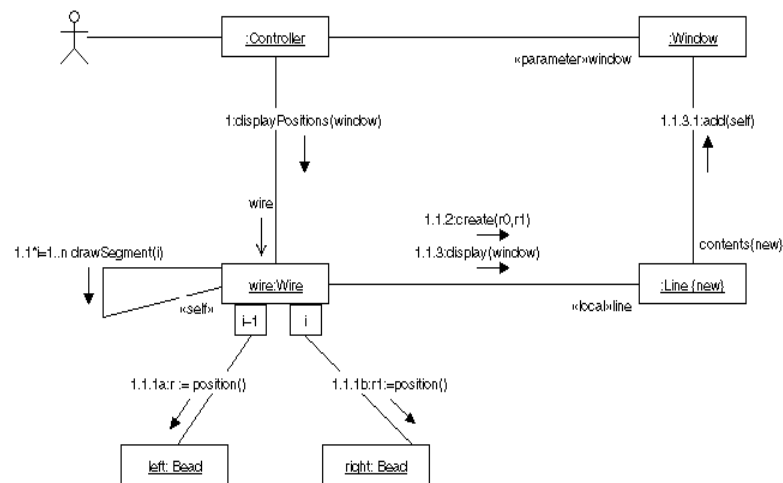 :Controller
:Window
«parameter»window
1:displayPositions(window)
1.1.3.1:add(self)
wire
1.1.2:create(r0,r1)
1.1*i=1..n drawSegment(i)
1.1.3:display(window)
contents{new}
wire:Wire
:Line {new}
«self»
«local»line
i-1
i
1.1.1a:r := position()
1.1.1b:r1:=position()
left: Bead
right: Bead